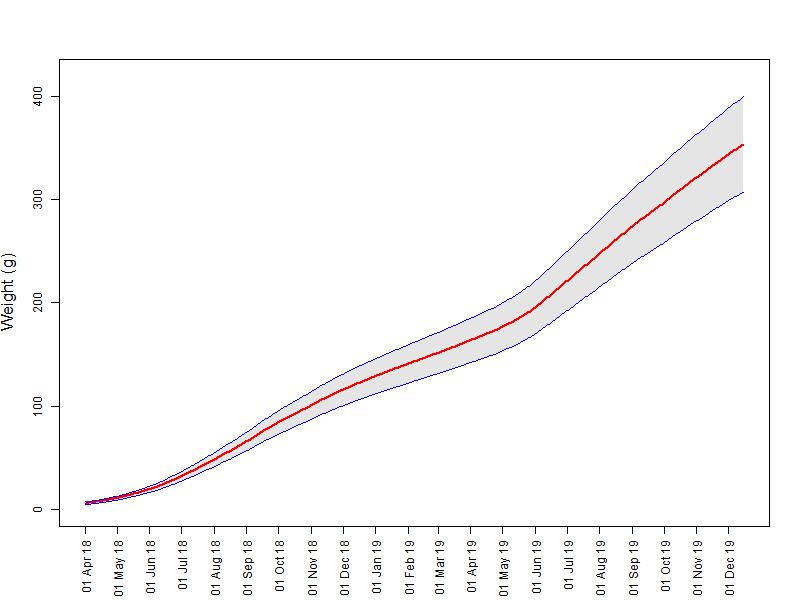 Weight (g)
400
300
200
100
0
01 Apr 18
01 May 18
01 Jun 18
01 Jul 18
01 Aug 18
01 Sep 18
01 Oct 18
01 Nov 18
01 Dec 18
01 Jan 19
01 Feb 19
01 Mar 19
01 Apr 19
01 May 19
01 Jun 19
01 Jul 19
01 Aug 19
01 Sep 19
01 Oct 19
01 Nov 19
01 Dec 19